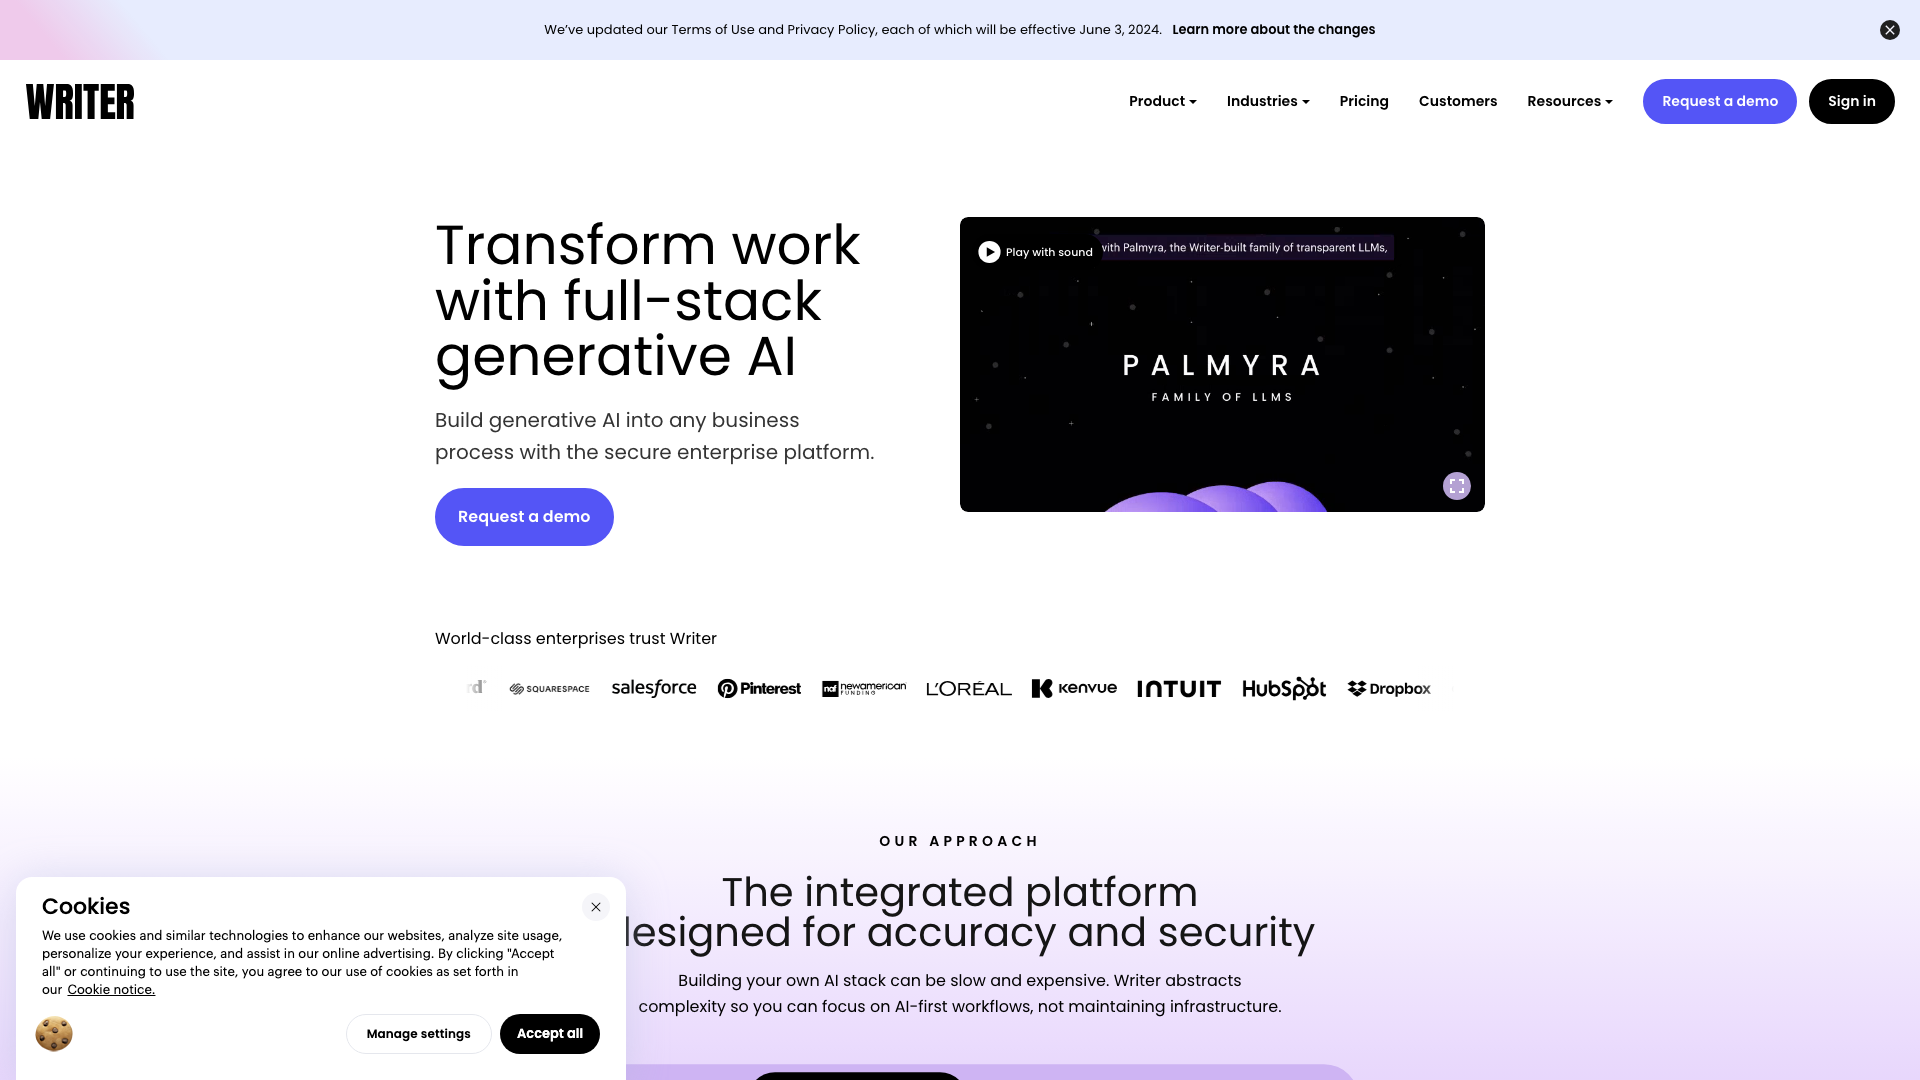 We've updated our Terms of Use and Privacy Policy, each of which will be effective June 3, 2024. Learn more about the changes
WRITER
Product
Industries
Pricing
Customers
Resources
Request a demo
Sign in
Transform work
with full-stack
generative AI
Build generative AI into any business
process with the secure enterprise platform.
Request a demo
Play with sound
with Palmyra, the Writer-built family of transparent LLMs,
PALMYRA
FAMILY OF LLMS
World-class enterprises trust Writer
SQUARESPACE
salesforce
Pinterest
naf newamerican
FUNDING
L'ORÉAL
kenvue
INTUIT
HubSpot
Dropbox
OUR APPROACH
The integrated platform
designed for accuracy and security
Building your own AI stack can be slow and expensive. Writer abstracts
complexity so you can focus on AI-first workflows, not maintaining infrastructure.
Cookies
We use cookies and similar technologies to enhance our websites, analyze site usage,
personalize your experience, and assist in our online advertising. By clicking "Accept
all" or continuing to use the site, you agree to our use of cookies as set forth in
our Cookie notice.
Manage settings
Accept all